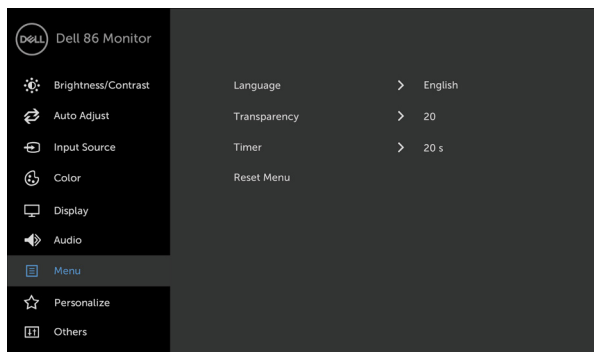 DELL Dell 86 Monitor
Brightness/Contrast
Auto Adjust
Input Source
Color
Display
Audio
Menu
Personalize
Others
Language > English
Transparency > 20
Timer > 20 s
Reset Menu